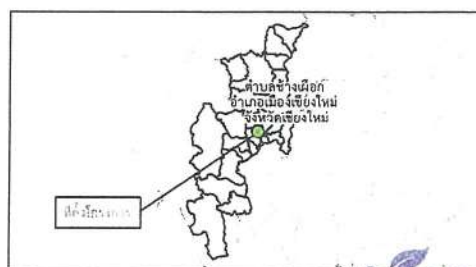 ตำบลช้างเผือก
อำเภอเมืองเชียงใหม่
จังหวัดเชียงใหม่
ที่ตั้งโครงการ